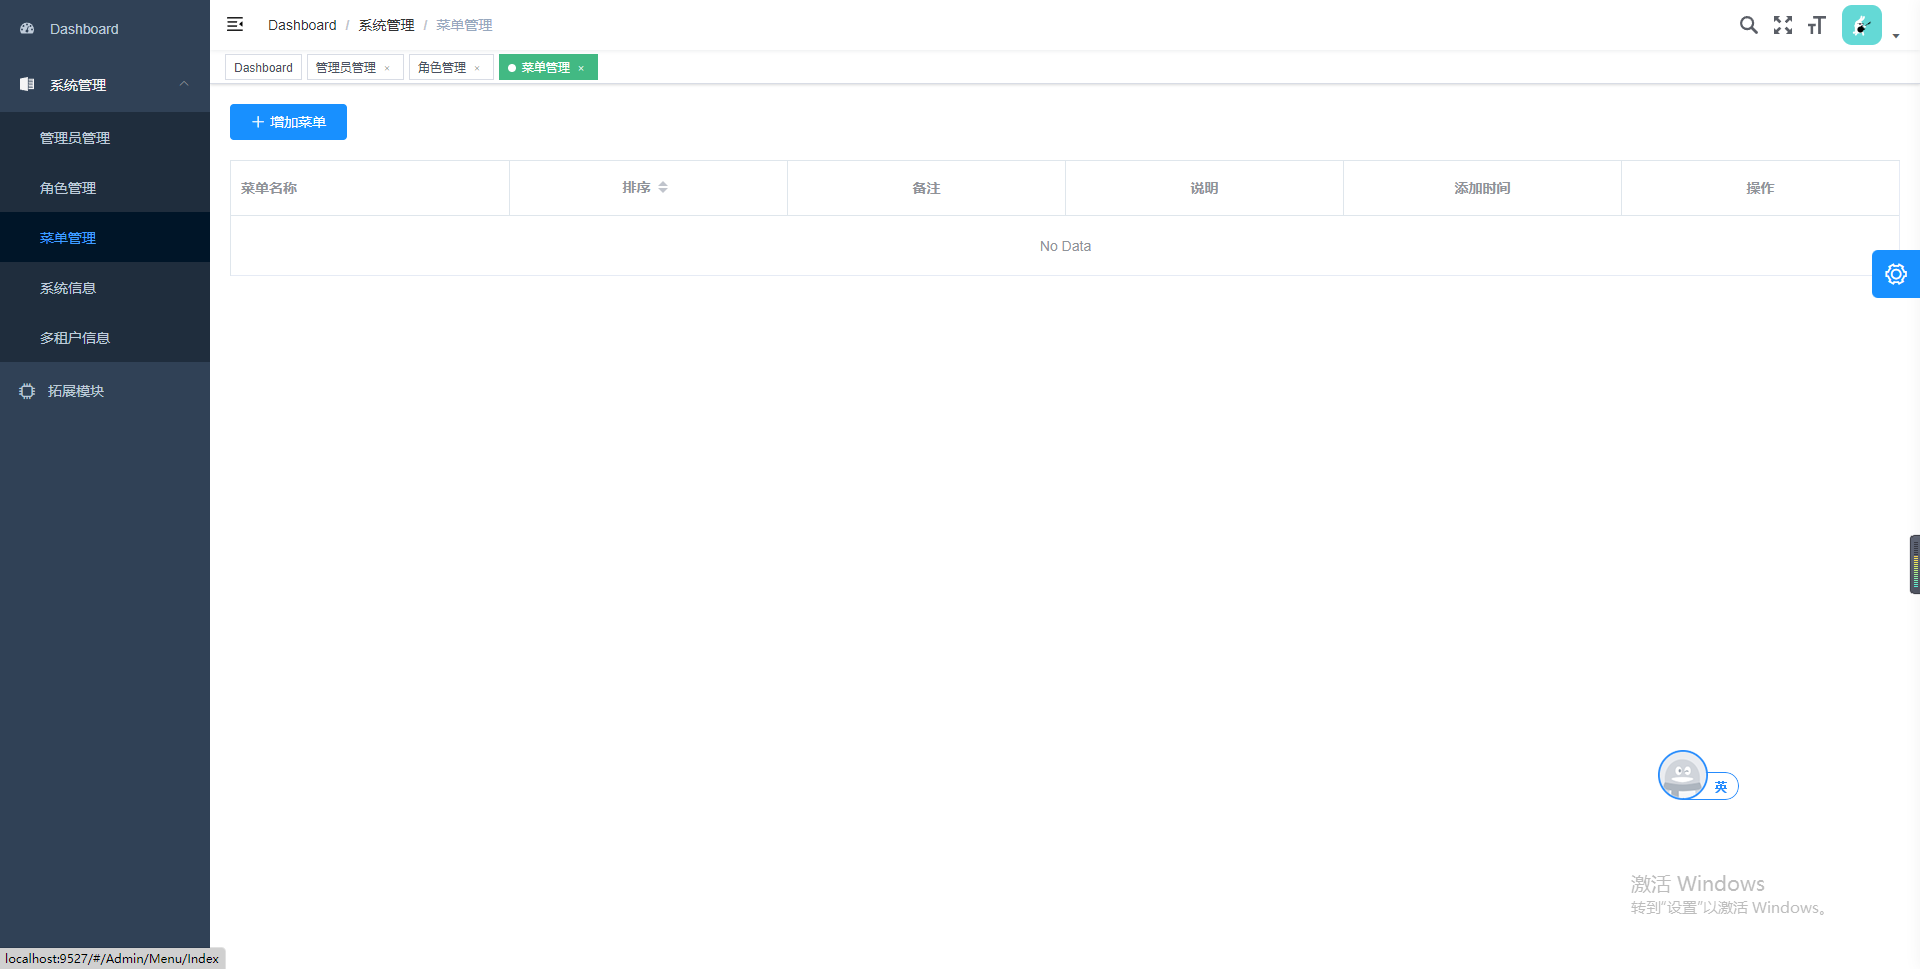 Dashboard
系统管理
管理员管理
角色管理
菜单管理
系统信息
多租户信息
拓展模块
Dashboard / 系统管理 / 菜单管理
Dashboard 管理员管理 × 角色管理 × 菜单管理 ×
+ 增加菜单
菜单名称 排序 备注 说明 添加时间 操作
No Data
英
激活 Windows
转到“设置”以激活 Windows。
localhost:9527/#/Admin/Menu/Index